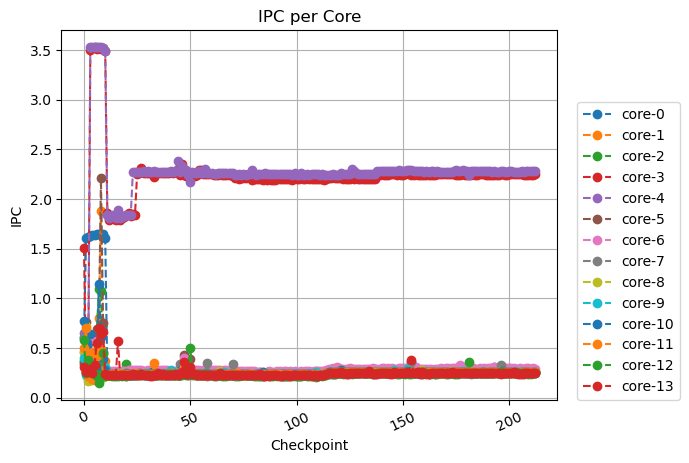 IPC per Core
IPC
3.5
3.0
2.5
2.0
1.5
1.0
0.5
0.0
0
50
100
150
200
Checkpoint
core-0
core-1
core-2
core-3
core-4
core-5
core-6
core-7
core-8
core-9
core-10
core-11
core-12
core-13